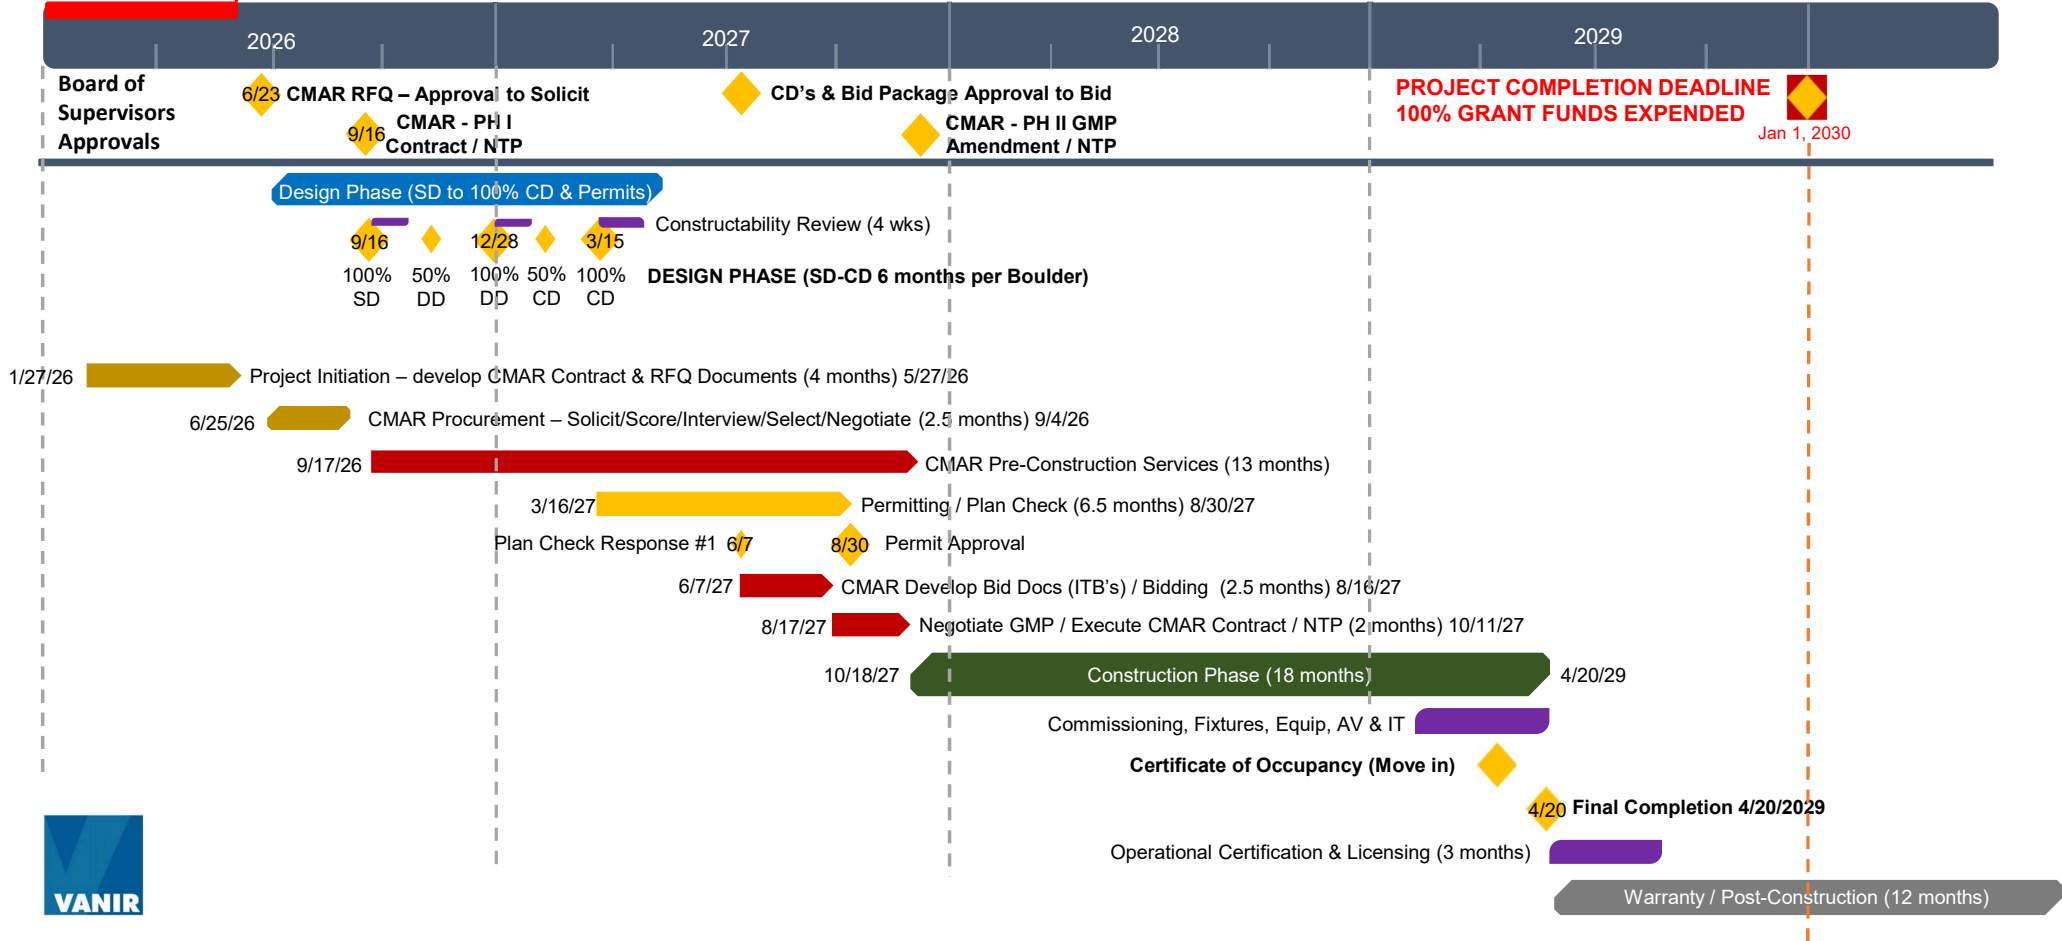 2026
2027
2028
2029
Board of
Supervisors
Approvals
6/23 CMAR RFQ – Approval to Solicit
9/16 CMAR - PH I
Contract / NTP
CD's & Bid Package Approval to Bid
CMAR - PH II GMP
Amendment / NTP
PROJECT COMPLETION DEADLINE
100% GRANT FUNDS EXPENDED
Jan 1, 2030
Design Phase (SD to 100% CD & Permits)
Constructability Review (4 wks)
9/16
12/28
3/15
100%
SD
50%
DD
100%
DD
50%
CD
100%
CD
DESIGN PHASE (SD-CD 6 months per Boulder)
1/27/26
Project Initiation – develop CMAR Contract & RFQ Documents (4 months) 5/27/26
6/25/26
CMAR Procurement – Solicit/Score/Interview/Select/Negotiate (2.5 months) 9/4/26
9/17/26
CMAR Pre-Construction Services (13 months)
3/16/27
Permitting / Plan Check (6.5 months) 8/30/27
Plan Check Response #1 6/7
8/30 Permit Approval
6/7/27
CMAR Develop Bid Docs (ITB's) / Bidding (2.5 months) 8/16/27
8/17/27
Negotiate GMP / Execute CMAR Contract / NTP (2 months) 10/11/27
10/18/27
Construction Phase (18 months)
4/20/29
Commissioning, Fixtures, Equip, AV & IT
Certificate of Occupancy (Move in)
4/20 Final Completion 4/20/2029
Operational Certification & Licensing (3 months)
Warranty / Post-Construction (12 months)
VANIR